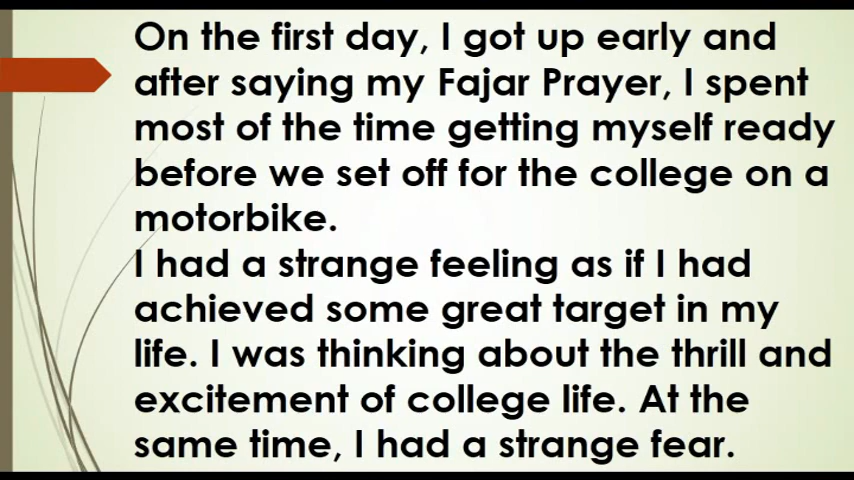 On the first day, I got up early and
after saying my Fajar Prayer, I spent
most of the time getting myself ready
before we set off for the college on a
motorbike.
I had a strange feeling as if I had
achieved some great target in my
life. I was thinking about the thrill and
excitement of college life. At the
same time, I had a strange fear.